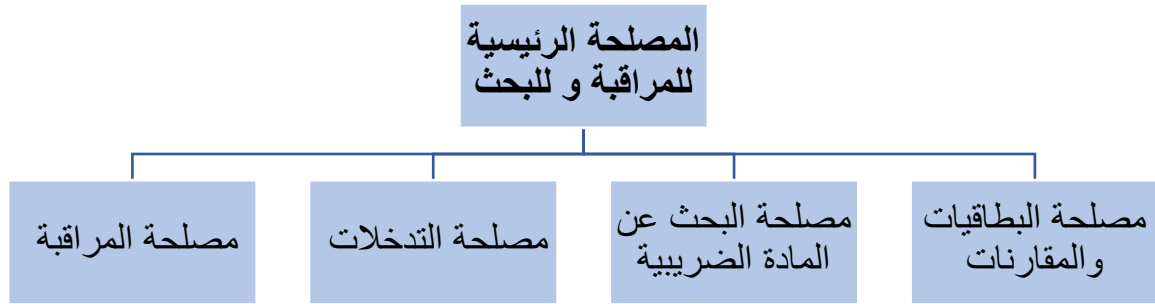 المصلحة الرئيسية
للمراقبة و للبحث
مصلحة البطاقيات
والمقارنات
مصلحة البحث عن
المادة الضريبية
مصلحة التدخلات
مصلحة المراقبة